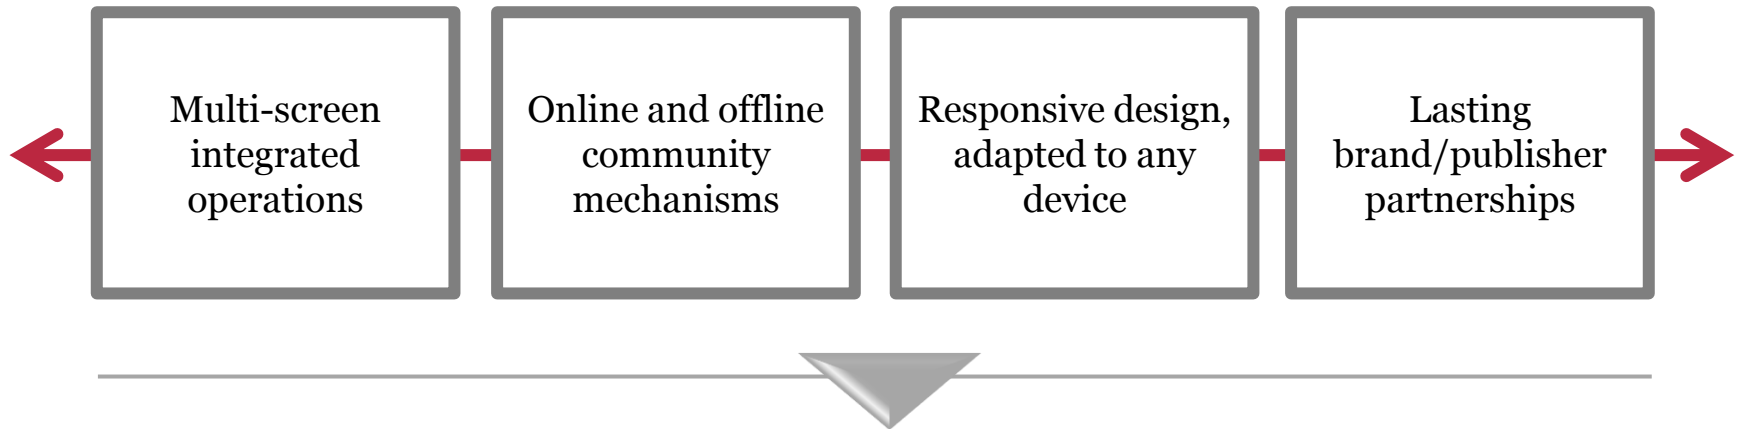 Multi-screen
integrated
operations
Online and offline
community
mechanisms
Responsive design,
adapted to any
device
Lasting
brand/publisher
partnerships